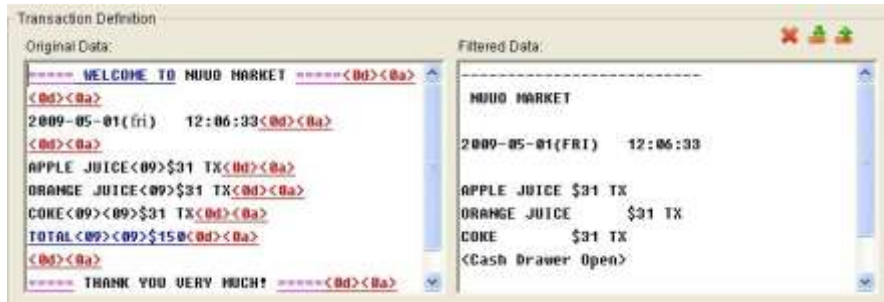 Transaction Definition
Original Data:
===== WELCOME TO NUUO MARKET =====<0d><0a>
<0d><0a>
2009-05-01(fri) 12:06:33<0d><0a>
<0d><0a>
APPLE JUICE<09>$31 TX<0d><0a>
ORANGE JUICE<09>$31 TX<0d><0a>
COKE<09><09>$31 TX<0d><0a>
TOTAL<09><09>$150<0d><0a>
<0d><0a>
===== THANK YOU VERY MUCH! =====<0d><0a>
Filtered Data:
---------------------------
NUUO MARKET
2009-05-01(FRI) 12:06:33
APPLE JUICE $31 TX
ORANGE JUICE $31 TX
COKE $31 TX
<Cash Drawer Open>